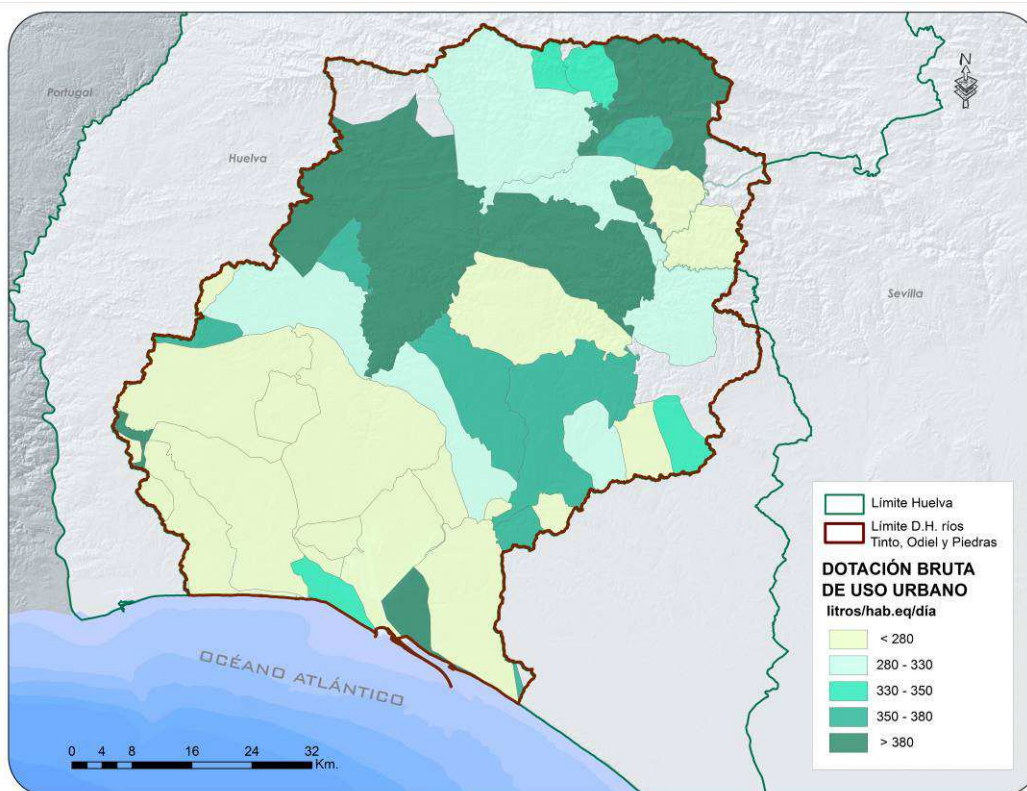 Portugal
Huelva
N
Sevilla
OCÉANO ATLÁNTICO
0 4 8 16 24 32
Km.
Límite Huelva
Límite D.H. ríos
Tinto, Odiel y Piedras
DOTACIÓN BRUTA
DE USO URBANO
litros/hab.eq/día
< 280
280 - 330
330 - 350
350 - 380
> 380